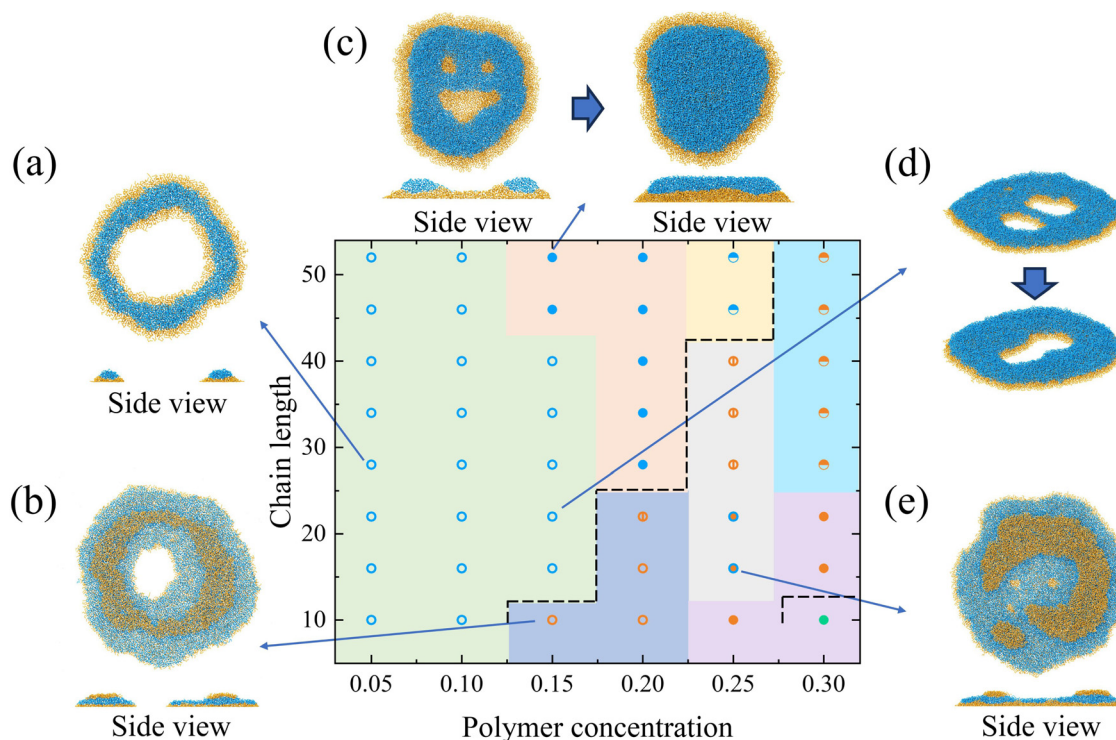 (c)
Side view
Side view
(a)
Side view
(d)
(b)
Side view
(e)
Side view
Chain length
50
40
30
20
10
0.05 0.10 0.15 0.20 0.25 0.30
Polymer concentration